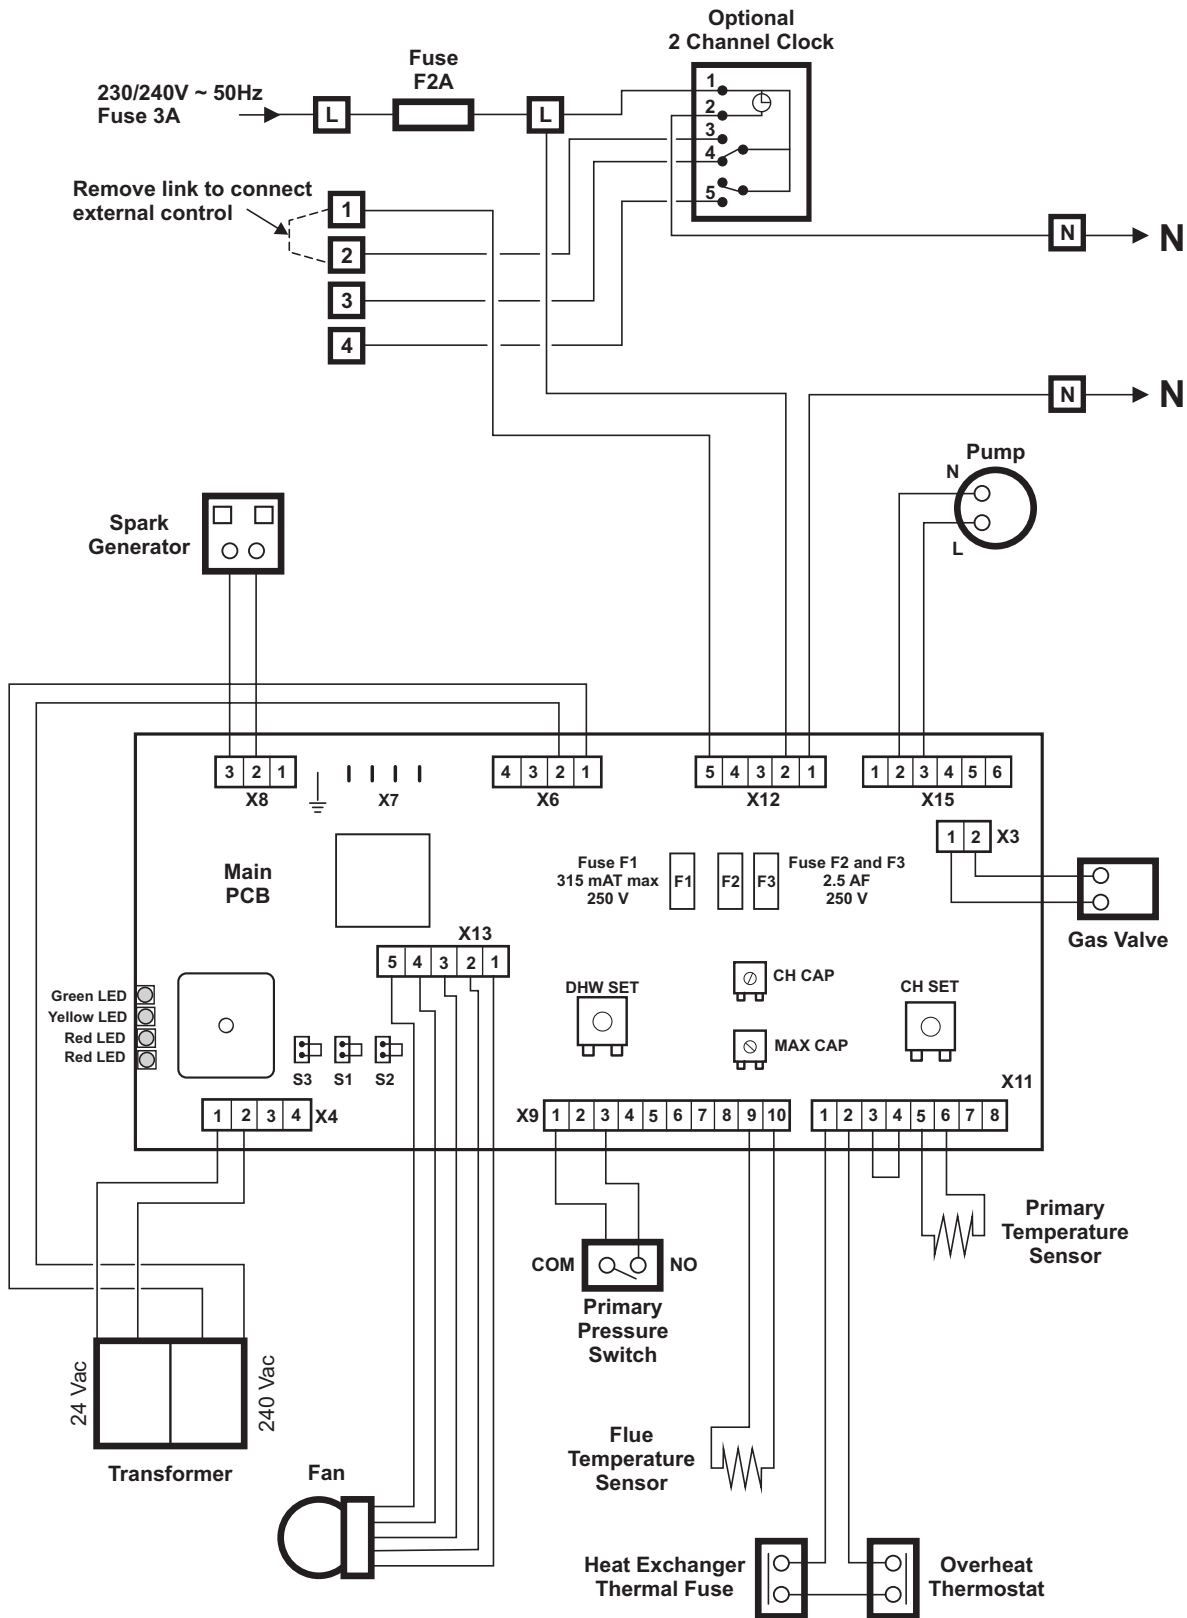 Optional
2 Channel Clock
Fuse
F2A
230/240V ~ 50Hz
Fuse 3A
L
L
1
2
3
4
5
Remove link to connect
external control
1
2
3
4
N
N
N
N
Pump
N
L
Spark
Generator
3 2 1
X8
X7
4 3 2 1
X6
5 4 3 2 1
X12
1 2 3 4 5 6
X15
1 2
X3
Main
PCB
Fuse F1
315 mAT max
250 V
F1
F2
F3
Fuse F2 and F3
2.5 AF
250 V
Gas Valve
X13
5 4 3 2 1
Green LED
Yellow LED
Red LED
Red LED
S3
S1
S2
DHW SET
CH CAP
MAX CAP
CH SET
X11
1 2 3 4
X4
X9
1 2 3 4 5 6 7 8 9 10
1 2 3 4 5 6 7 8
COM
NO
Primary
Pressure
Switch
Primary
Temperature
Sensor
24 Vac
240 Vac
Transformer
Fan
Flue
Temperature
Sensor
Heat Exchanger
Thermal Fuse
Overheat
Thermostat